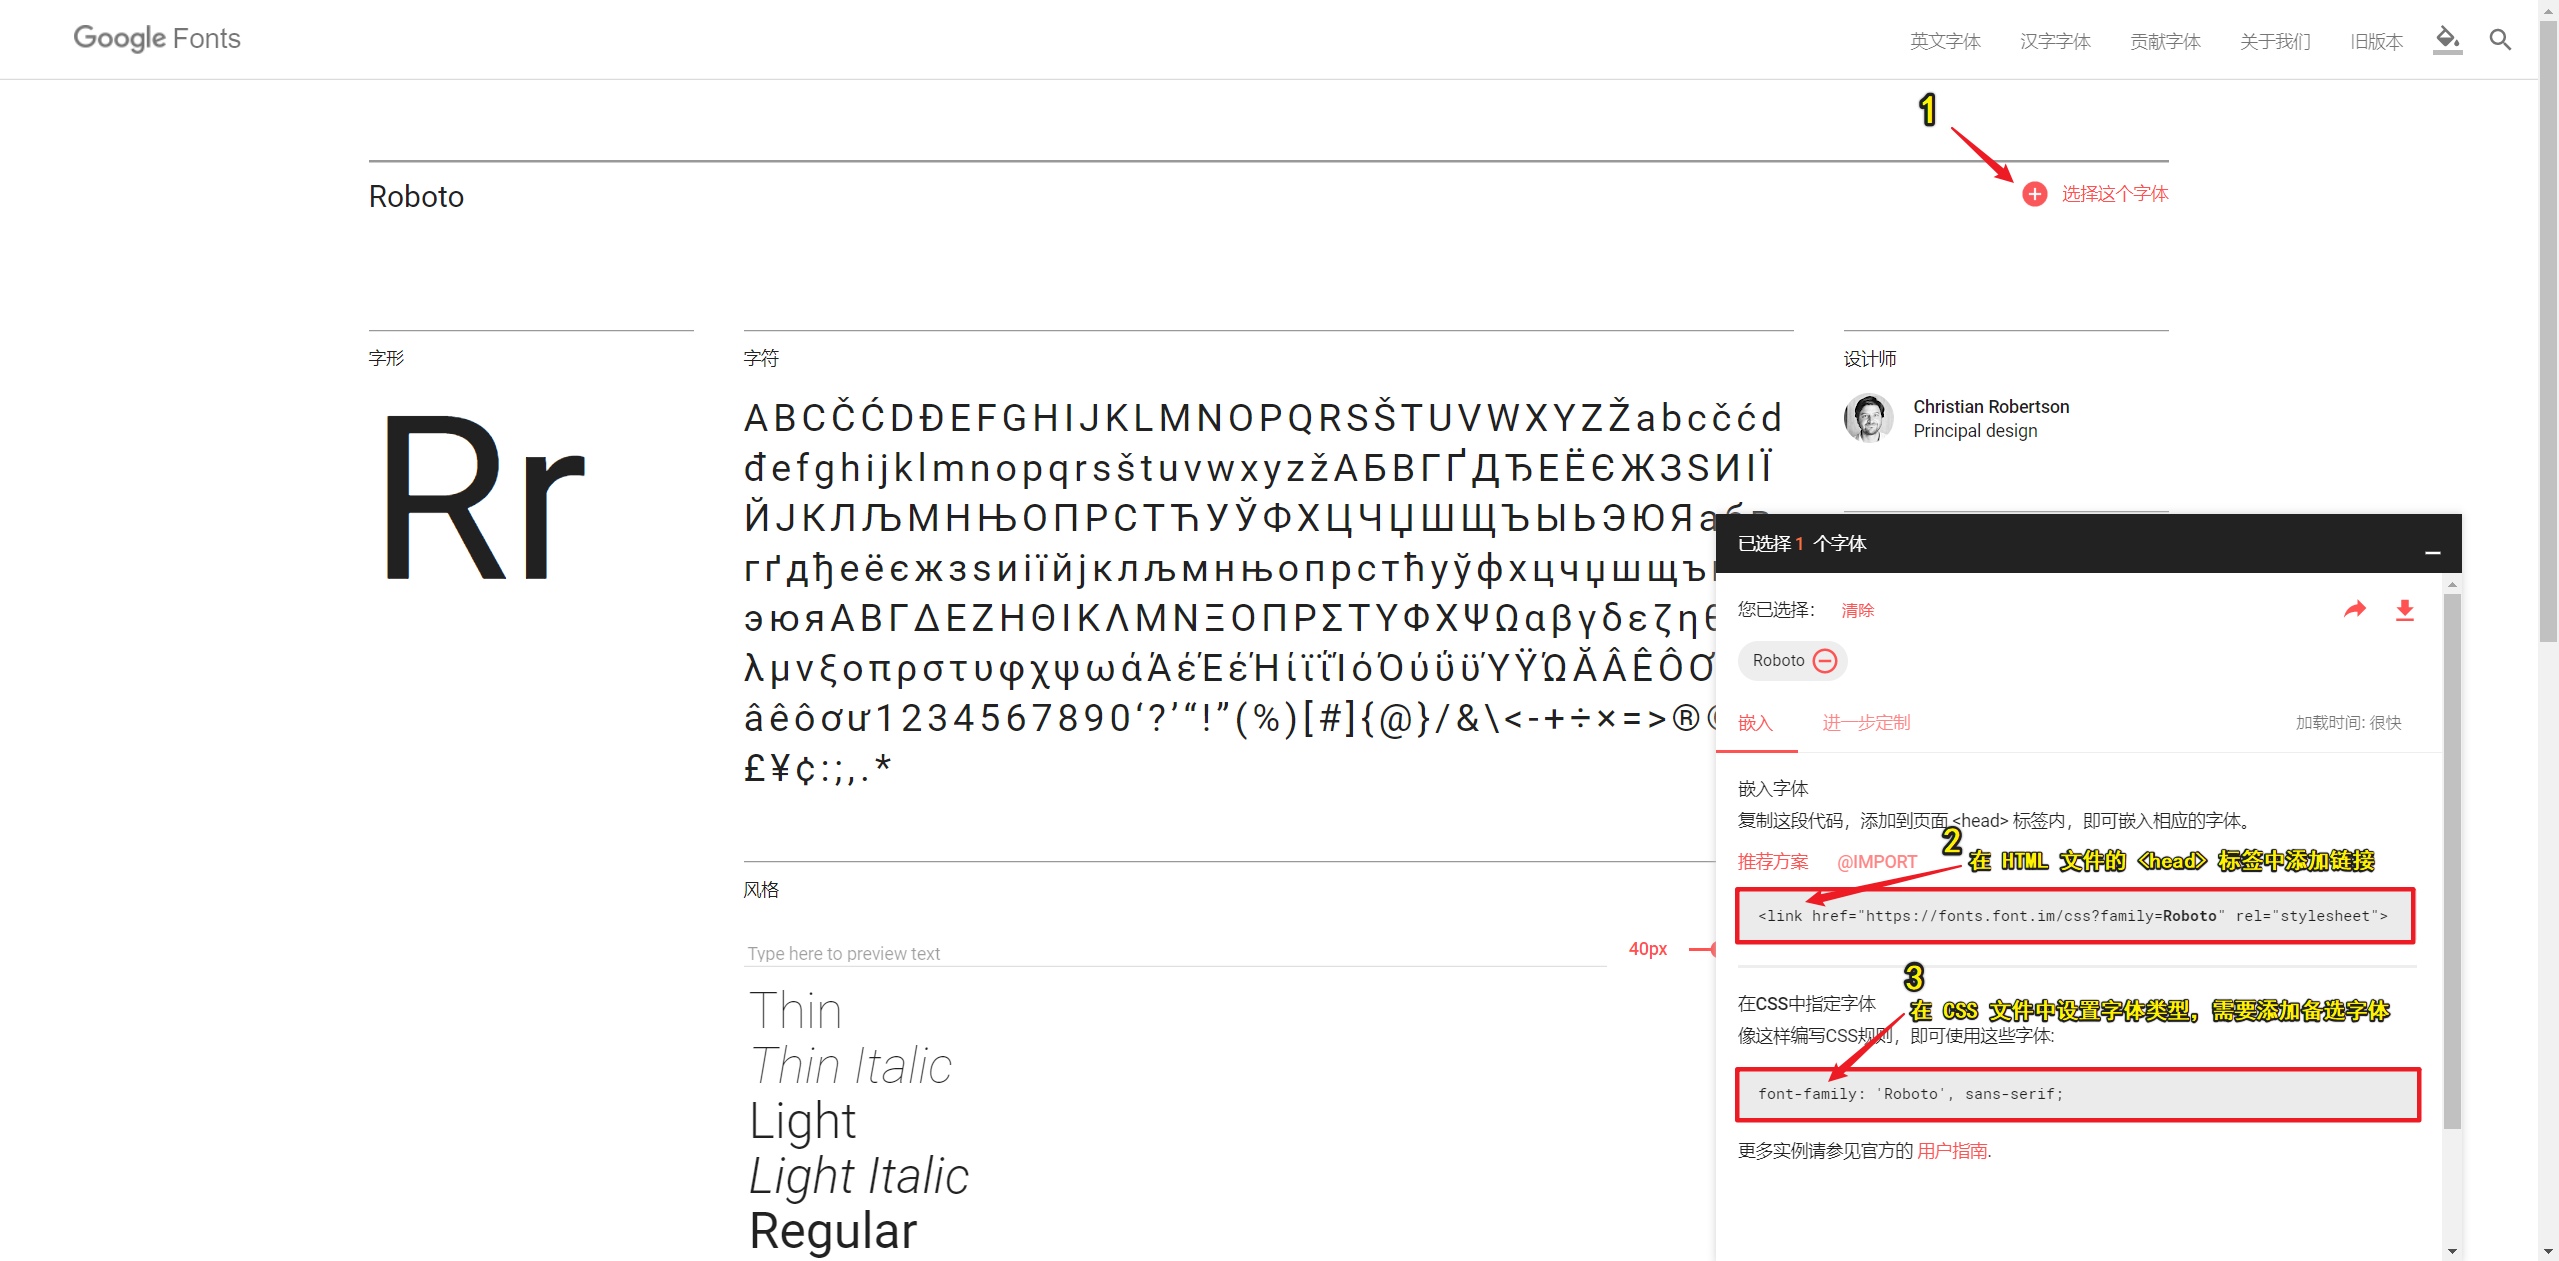 Google Fonts
英文字体
汉字字体
贡献字体
关于我们
旧版本
1
Roboto
选择这个字体
字形
Rr
字符
ABCČĆDĐEFGHIJKLMNOPQRSŠTUVWXYZŽabcčćd
đefghijklmnopqrsštuvwxyzžАБВГҐДЂЕЁЄЖЗЅИІЇ
ЙЈКЛЉМНЊОПРСТЋУЎФХЦЧЏШЩЪЫЬЭЮЯаб
гґдђеёєжзѕиіїйјклљмнњопрстћуўфхцчџшщъ
эюяΑΒΓΔΕΖΗΘΙΚΛΜΝΞΟΠΡΣΤΥΦΧΨΩαβγδεζη
λμνξοπρστυφχψωάΆέΈέΉίϊΐΊόΌύΰϋΎΫΏĂÂÊÔƠ
âêôơư1234567890‘?’“!”(%)[#]{@}/&\<-+÷×=>®
£¥¢:;,.*
设计师
Christian Robertson
Principal design
风格
Type here to preview text
40px
Thin
Thin Italic
Light
Light Italic
Regular
已选择 1 个字体
您已选择：
清除
Roboto
嵌入
进一步定制
加载时间: 很快
嵌入字体
复制这段代码，添加到页面 <head> 标签内，即可嵌入相应的字体。
推荐方案
@IMPORT
2
在 HTML 文件的 <head> 标签中添加链接
<link href="https://fonts.font.im/css?family=Roboto" rel="stylesheet">
3
在CSS中指定字体
在 CSS 文件中设置字体类型，需要添加备选字体
像这样编写CSS规则，即可使用这些字体:
font-family: 'Roboto', sans-serif;
更多实例请参见官方的 用户指南.